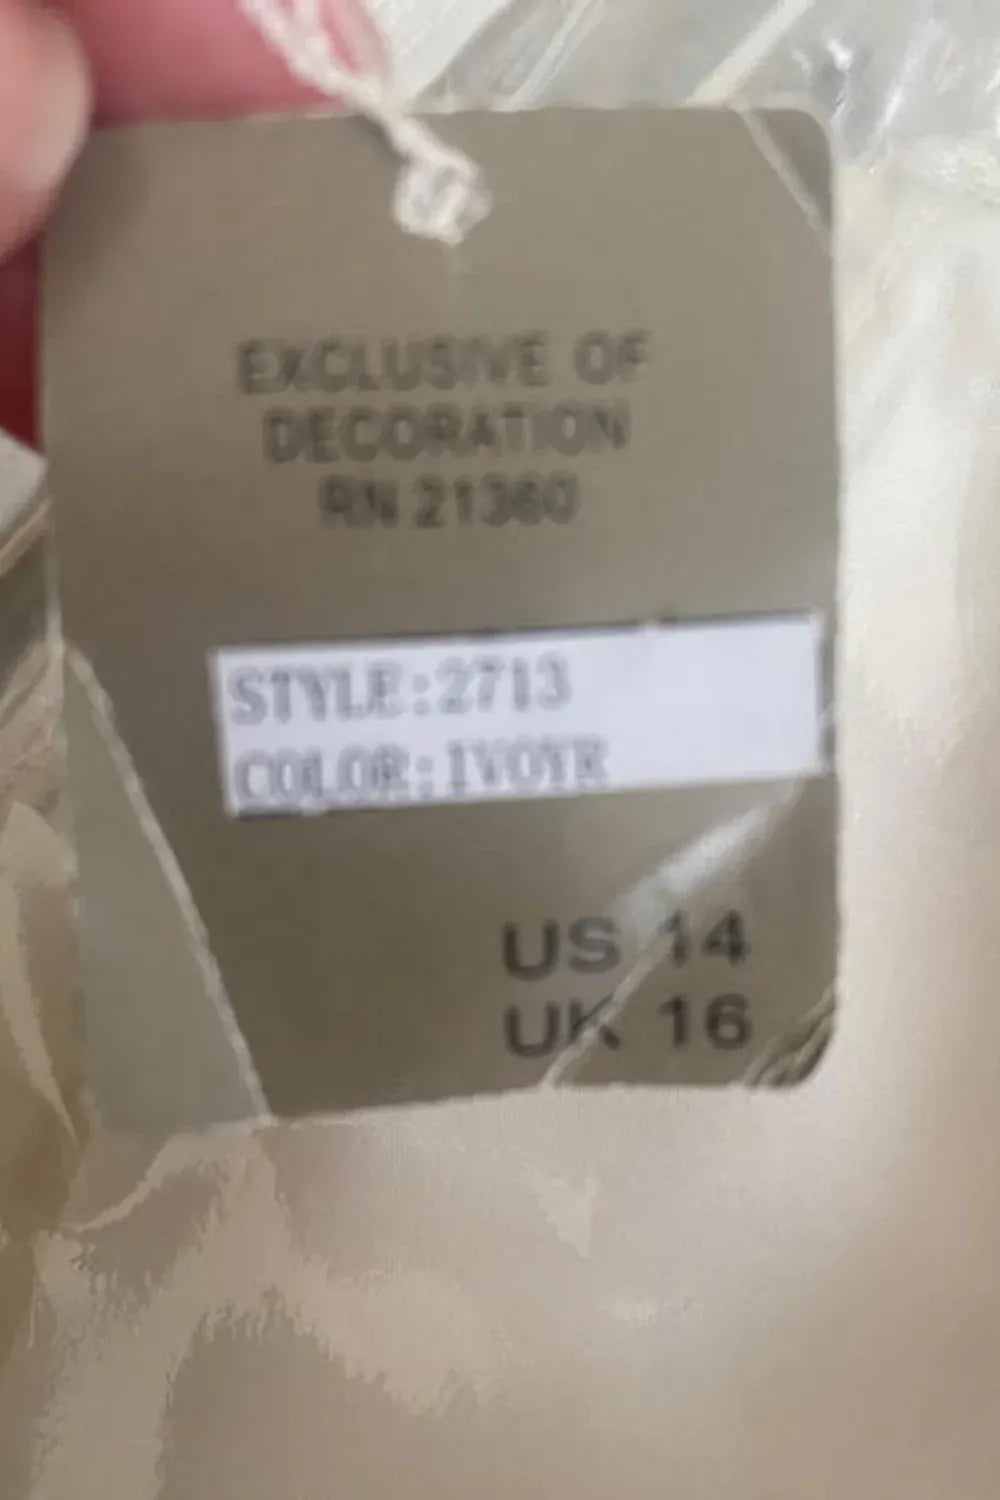 EXCLUSIVE OF
DECORATION
RN 21360
STYLE:2713
COLOR:IVOYR
US 14
UK 16